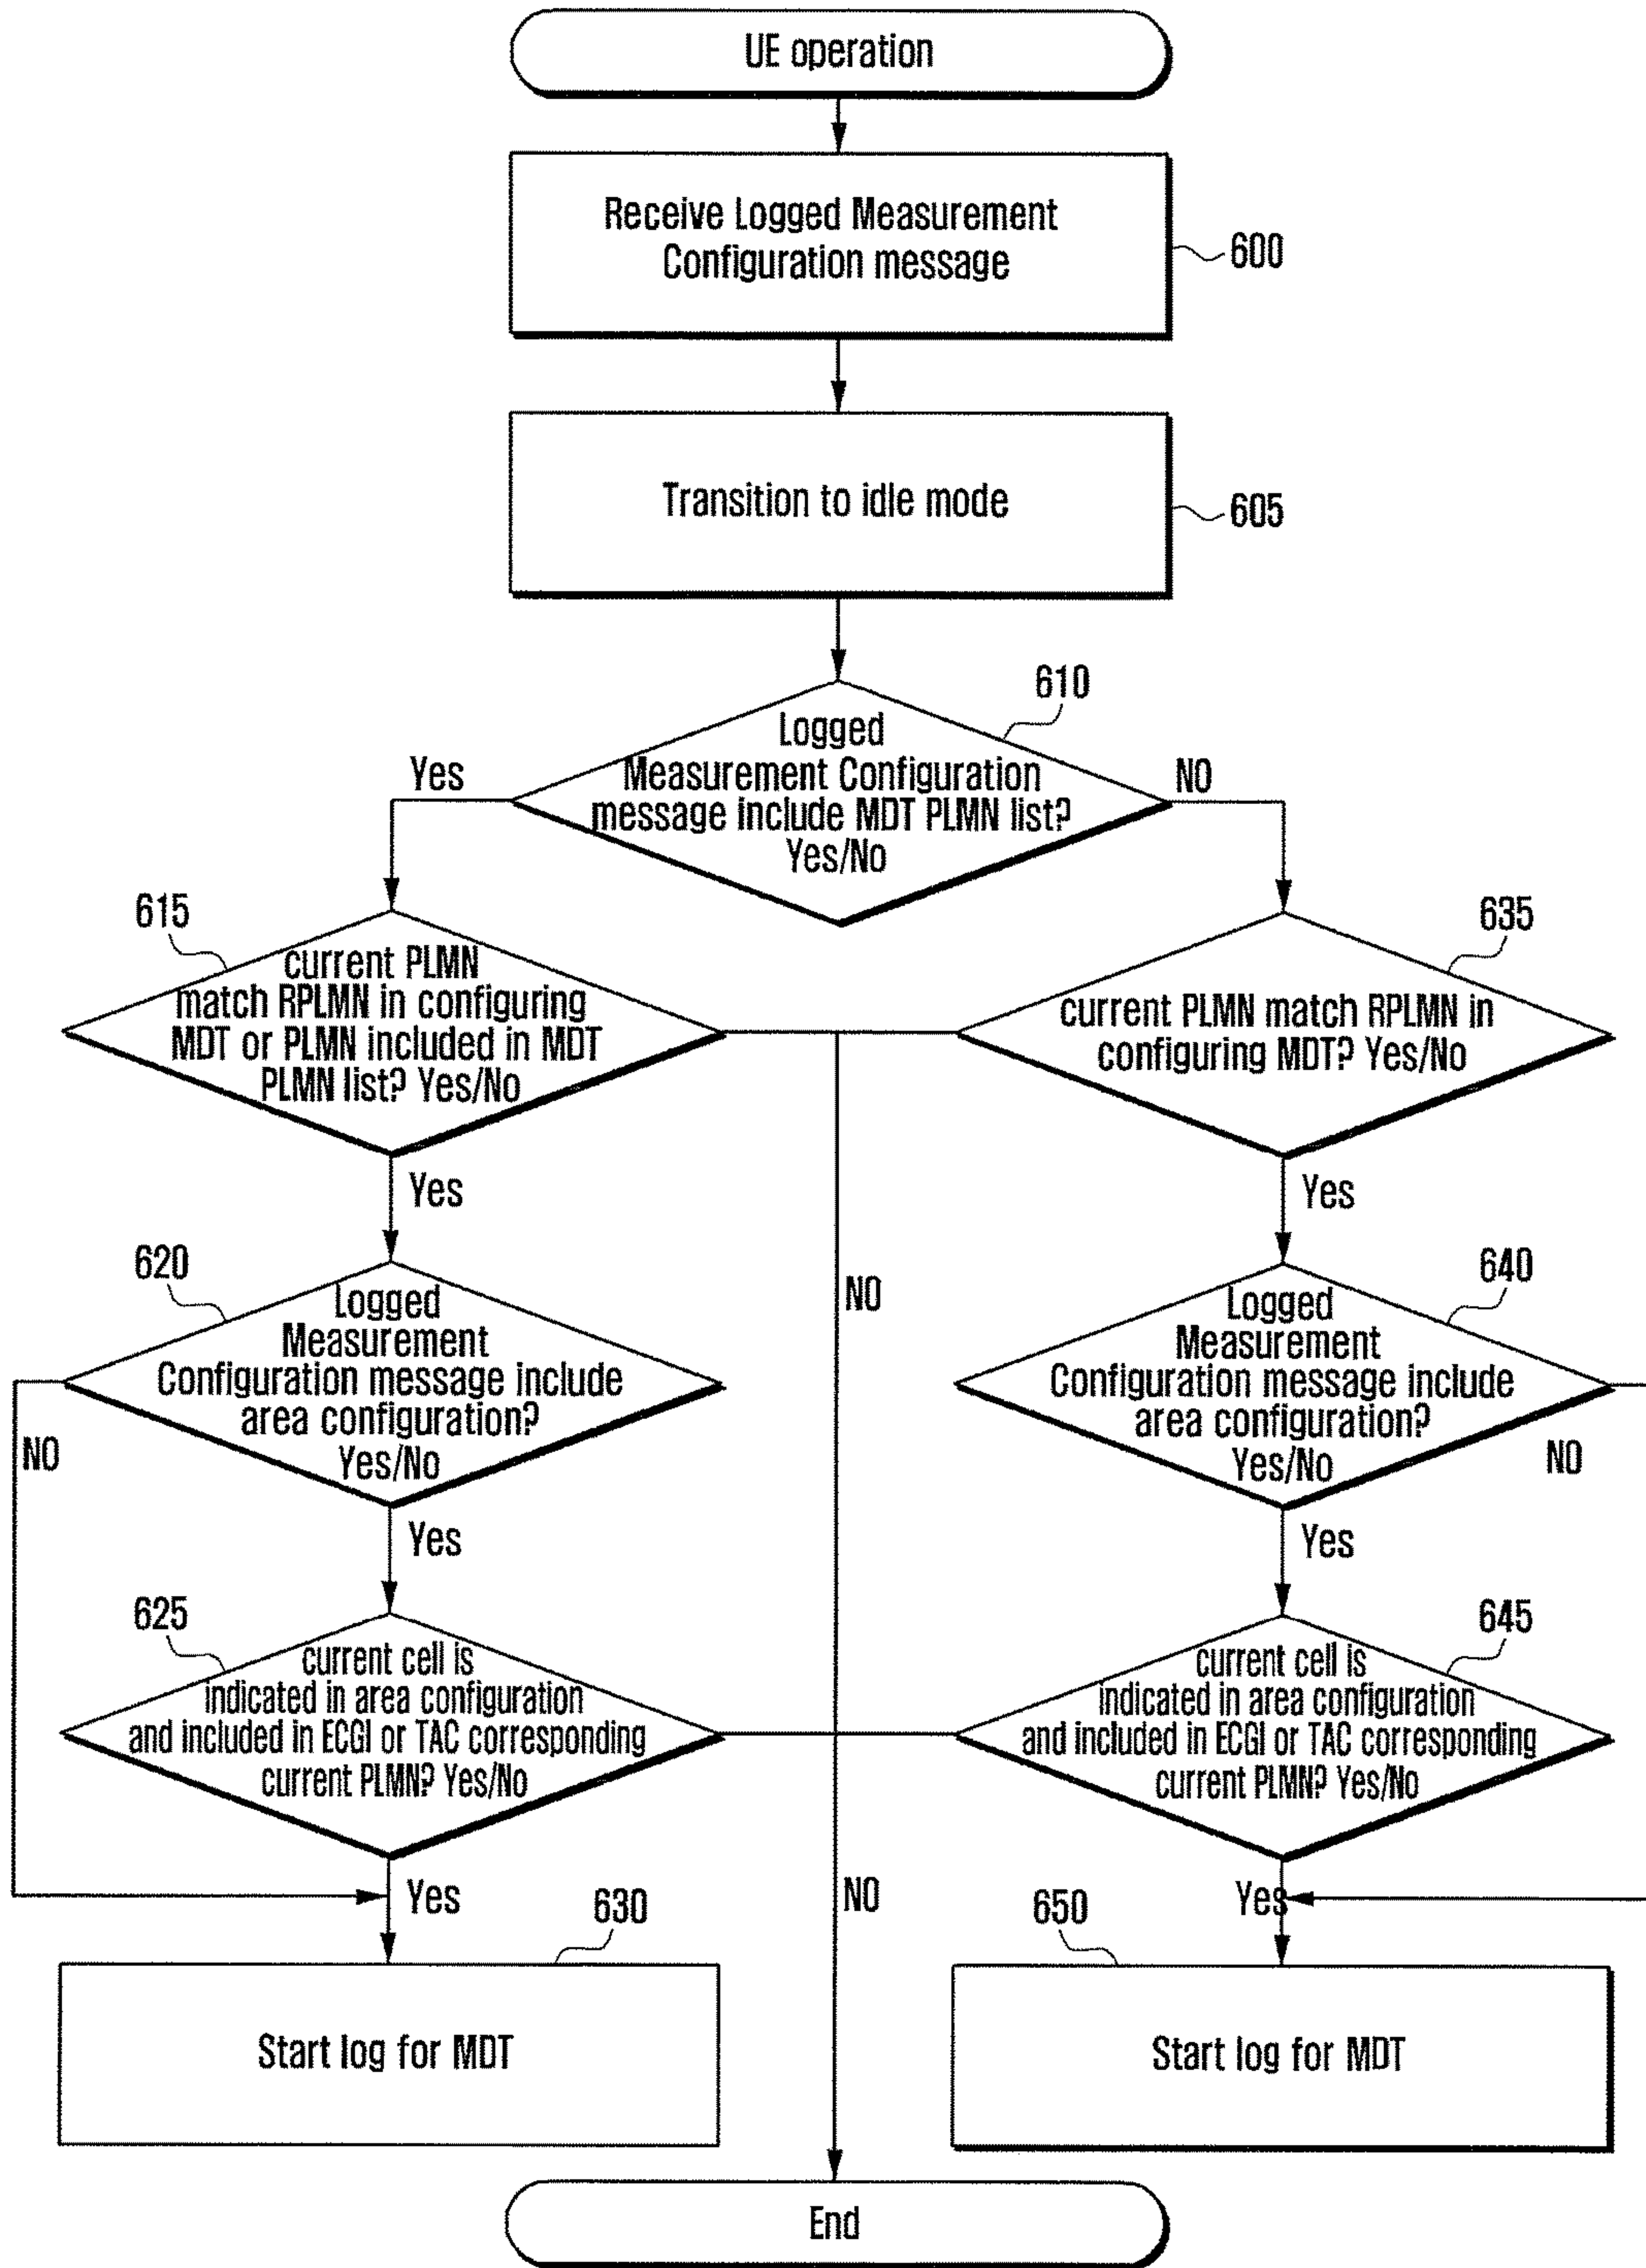 UE operation
Receive Logged Measurement
Configuration message
600
Transition to idle mode
605
610
Logged
Measurement Configuration
message include MDT PLMN list?
Yes/No
Yes
NO
615
current PLMN
match RPLMN in configuring
MDT or PLMN included in MDT
PLMN list? Yes/No
635
current PLMN match RPLMN in
configuring MDT? Yes/No
Yes
Yes
NO
620
Logged
Measurement
Configuration message include
area configuration?
Yes/No
NO
640
Logged
Measurement
Configuration message include
area configuration?
Yes/No
NO
Yes
Yes
625
current cell is
indicated in area configuration
and included in ECGI or TAC corresponding
current PLMN? Yes/No
645
current cell is
indicated in area configuration
and included in ECGI or TAC corresponding
current PLMN? Yes/No
Yes
NO
Yes
630
Start log for MDT
650
Start log for MDT
End